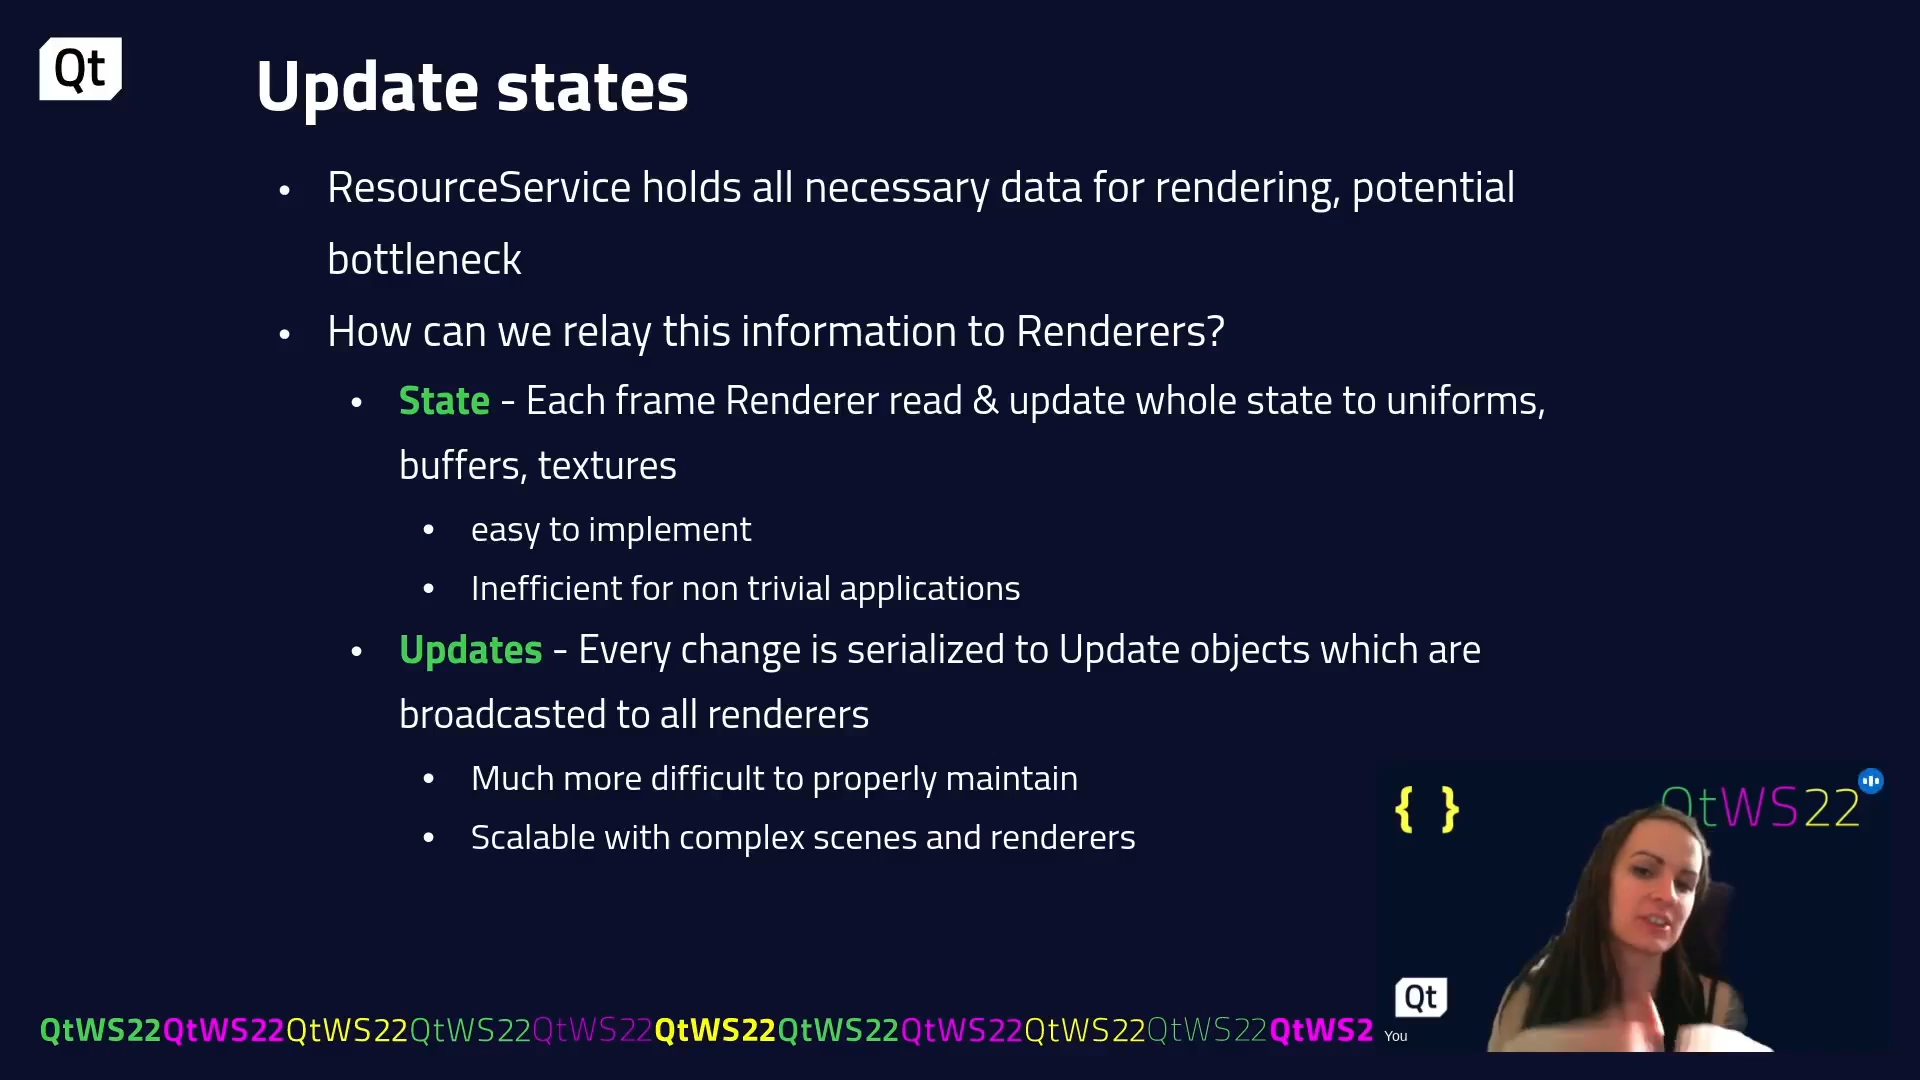 Qt
Update states
• ResourceService holds all necessary data for rendering, potential
bottleneck
• How can we relay this information to Renderers?
• State - Each frame Renderer read & update whole state to uniforms,
buffers, textures
• easy to implement
• Inefficient for non trivial applications
• Updates - Every change is serialized to Update objects which are
broadcasted to all renderers
• Much more difficult to properly maintain
• Scalable with complex scenes and renderers
{ } QtWS22
Qt
You
QtWS22QtWS22QtWS22QtWS22QtWS22QtWS22QtWS22QtWS22QtWS22QtWS22QtWS2